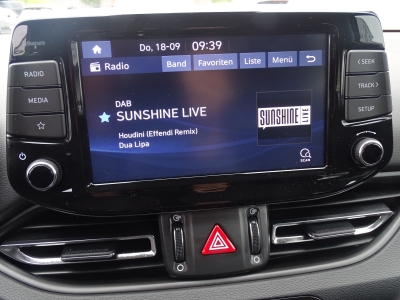 Do, 18-09 09:39
Radio Band Favoriten Liste Menü
DAB
SUNSHINE LIVE
Houdini (Effendi Remix)
Dua Lipa
SUNSHINE LIVE
SCAN
RADIO
MEDIA
SEEK
TRACK
SETUP